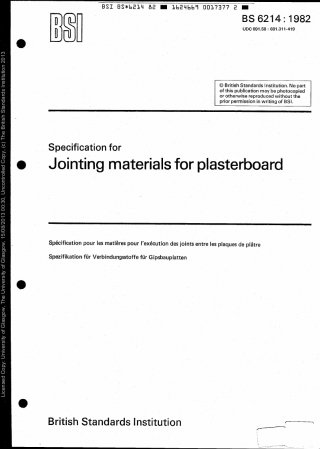 BSI BS*6214 82 ■ 1624669 0017377 2 ■
BSI
BS 6214 : 1982
UDC 691.55 : 691.311-419
© British Standards Institution. No part
of this publication may be photocopied
or otherwise reproduced without the
prior permission in writing of BSI.
Specification for
Jointing materials for plasterboard
Spécification pour les matières pour l'exécution des joints entre les plaques de plâtre
Spezifikation für Verbindungsstoffe für Gipsbauplatten
British Standards Institution
Licensed Copy: University of Glasgow, The University of Glasgow, 15/08/2013 00:36, Uncontrolled Copy, (c) The British Standards Institution 2013